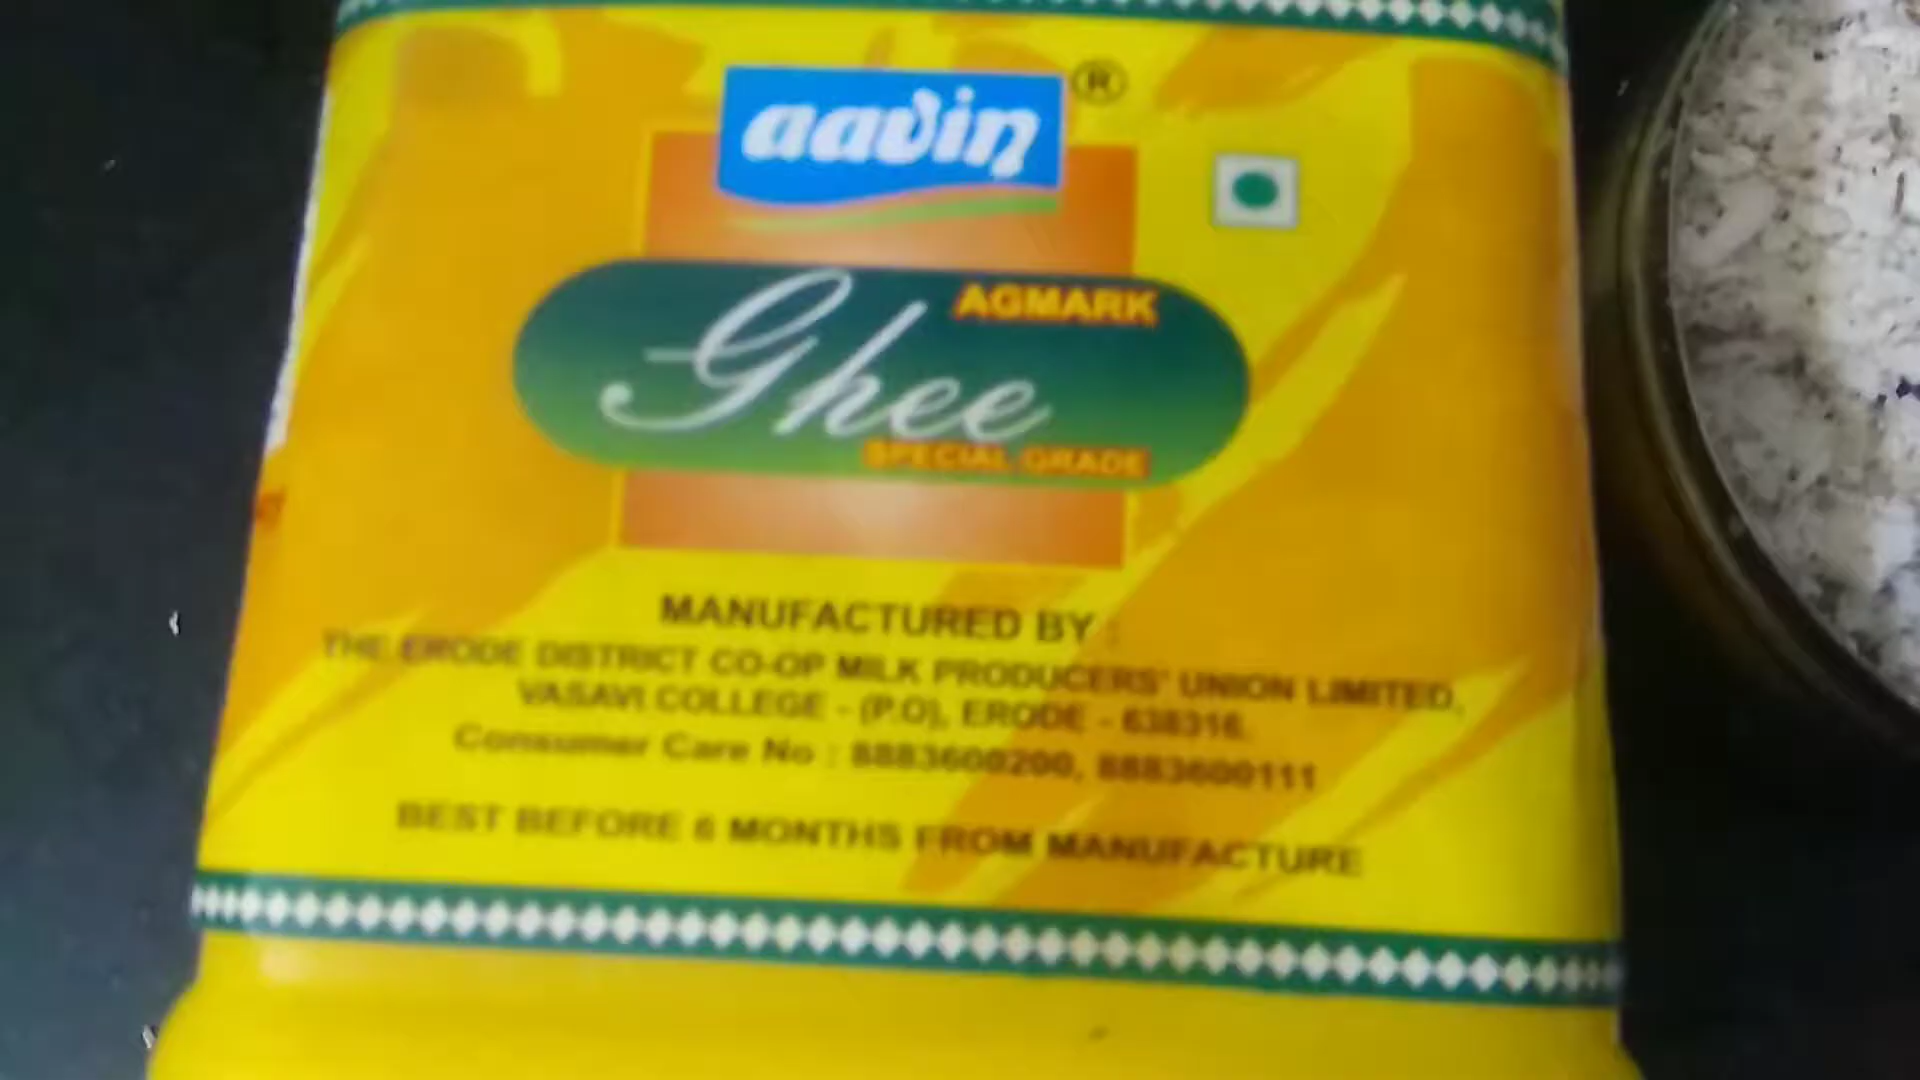 aavin ®
AGMARK
Ghee
SPECIAL GRADE
MANUFACTURED BY :
THE ERODE DISTRICT CO-OP MILK PRODUCERS' UNION LIMITED,
VASAVI COLLEGE - (P.O), ERODE - 638316.
Consumer Care No : 8883600200, 8883600111
BEST BEFORE 6 MONTHS FROM MANUFACTURE